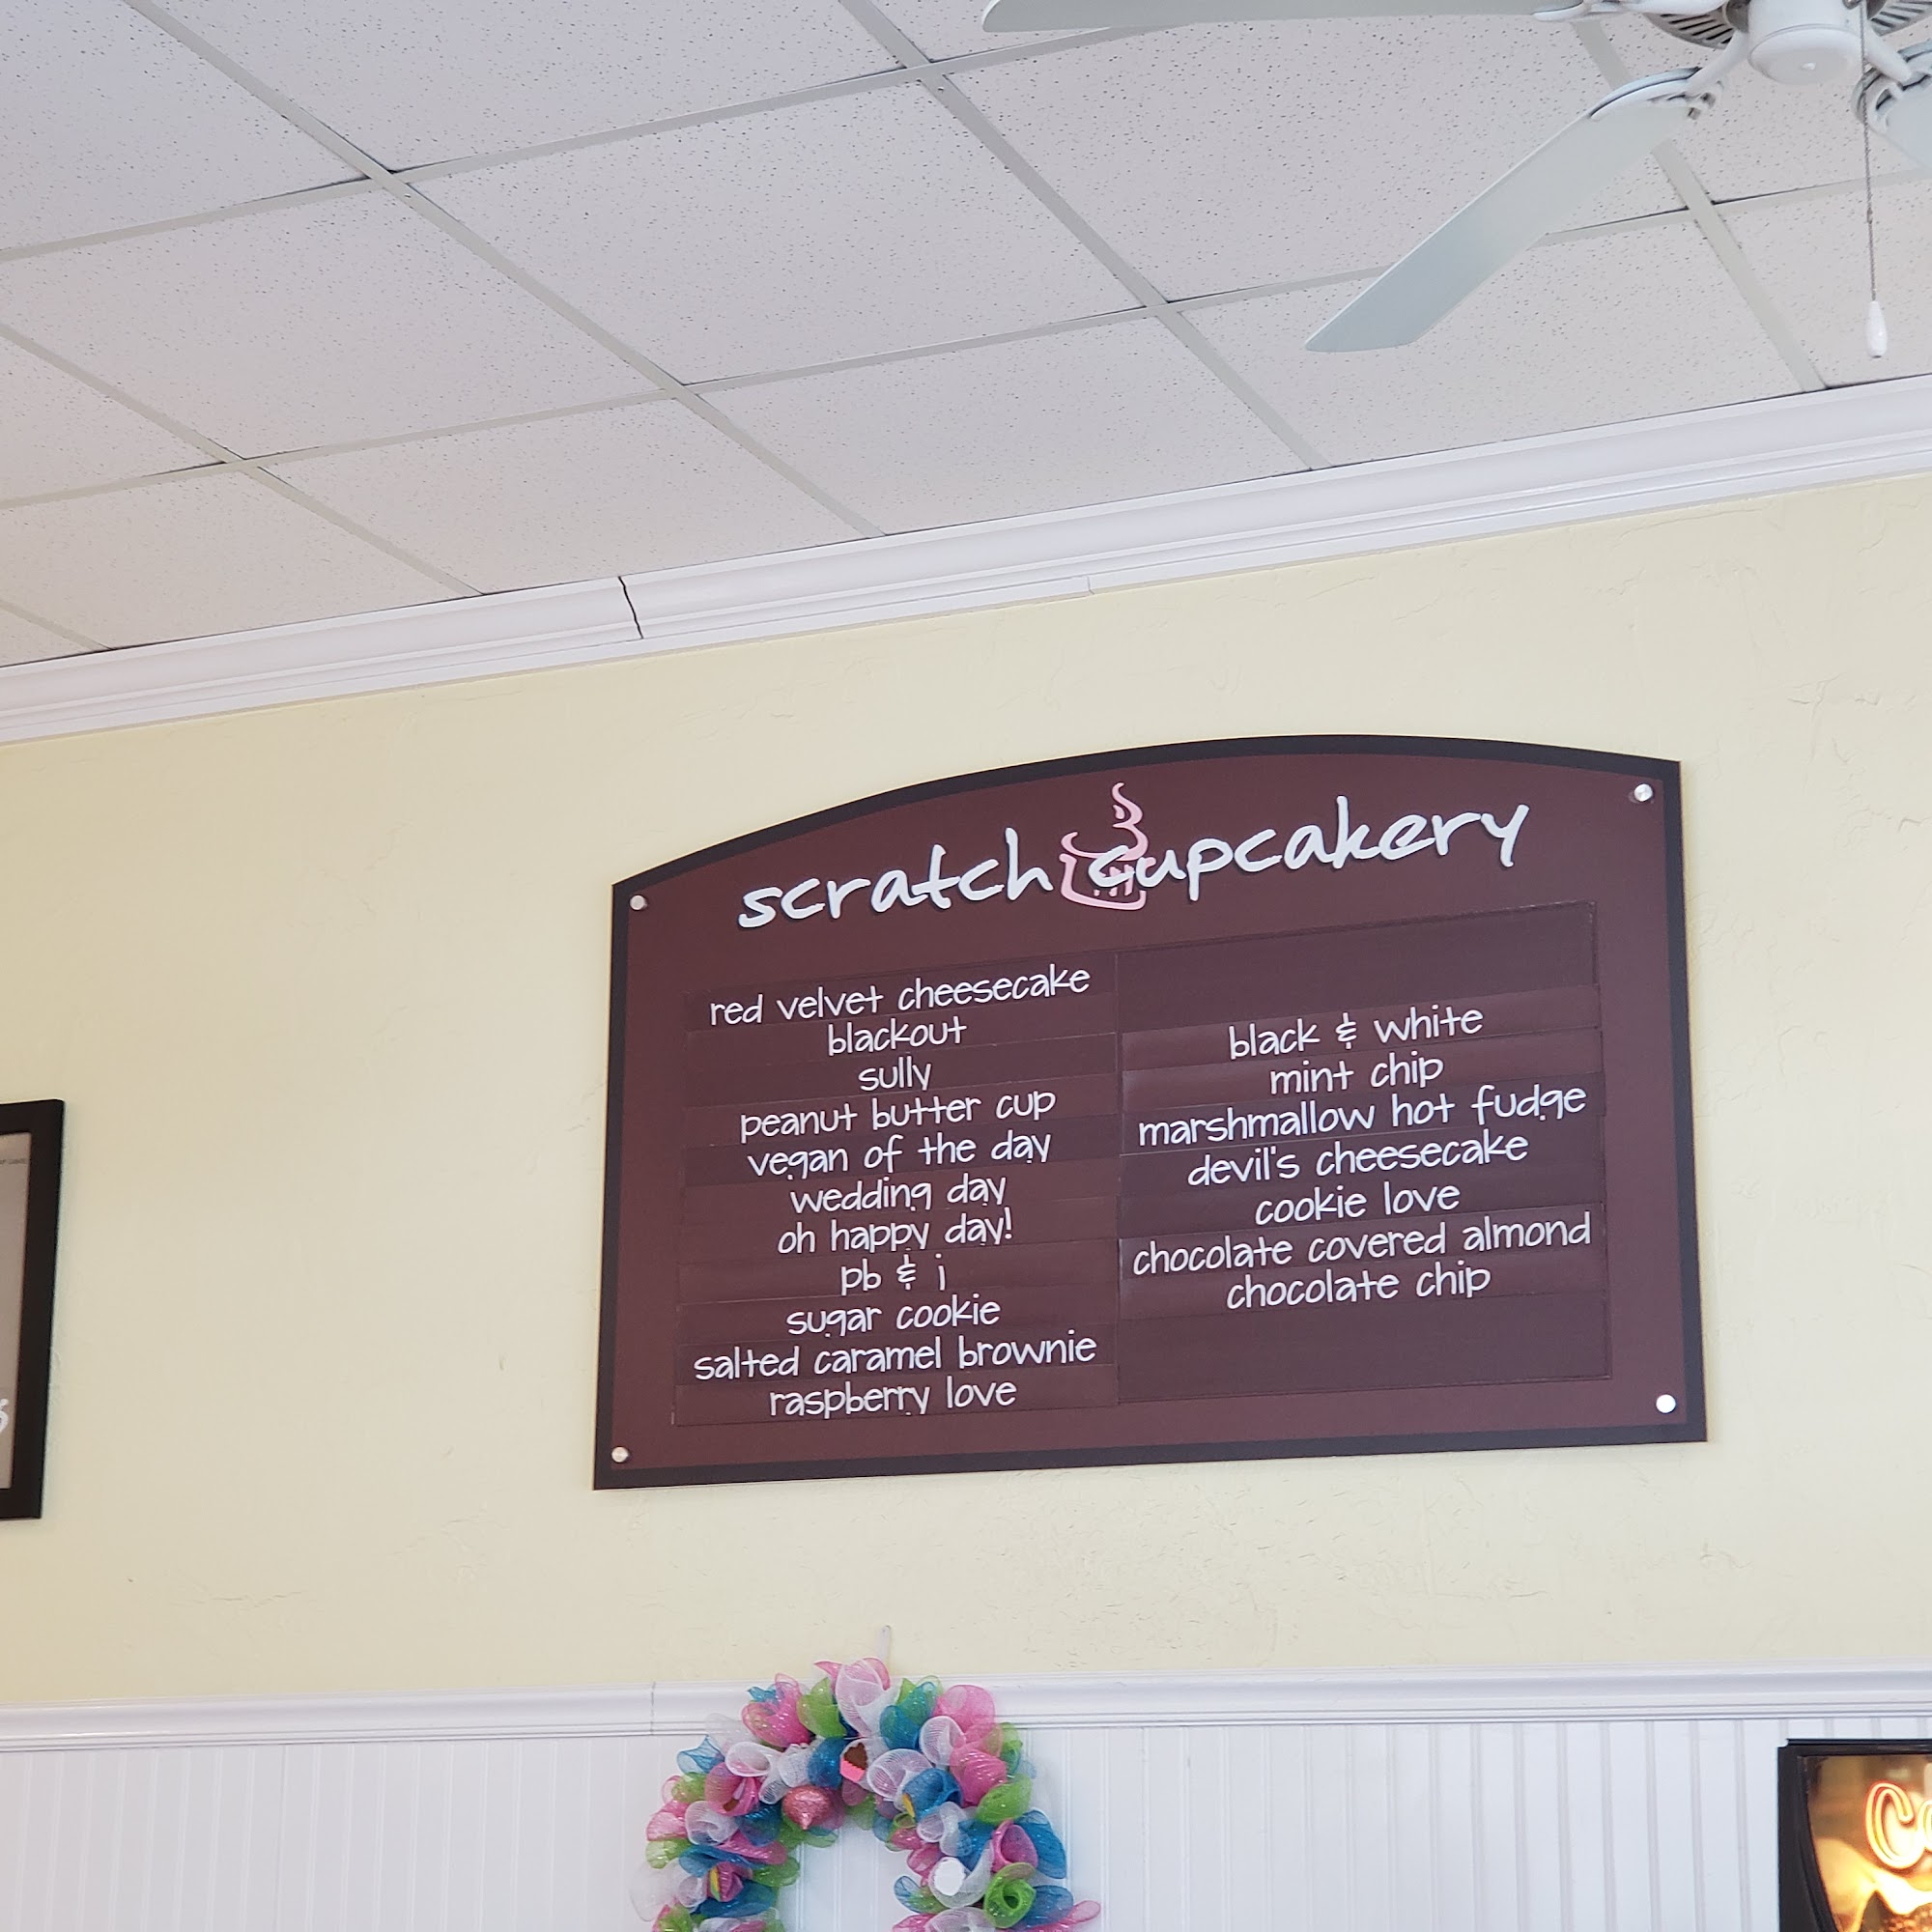 scratch cupcakery
red velvet cheesecake
blackout
sully
peanut butter cup
vegan of the day
wedding day
oh happy day!
pb & j
sugar cookie
salted caramel brownie
raspberry love
black & white
mint chip
marshmallow hot fudge
devil's cheesecake
cookie love
chocolate covered almond
chocolate chip